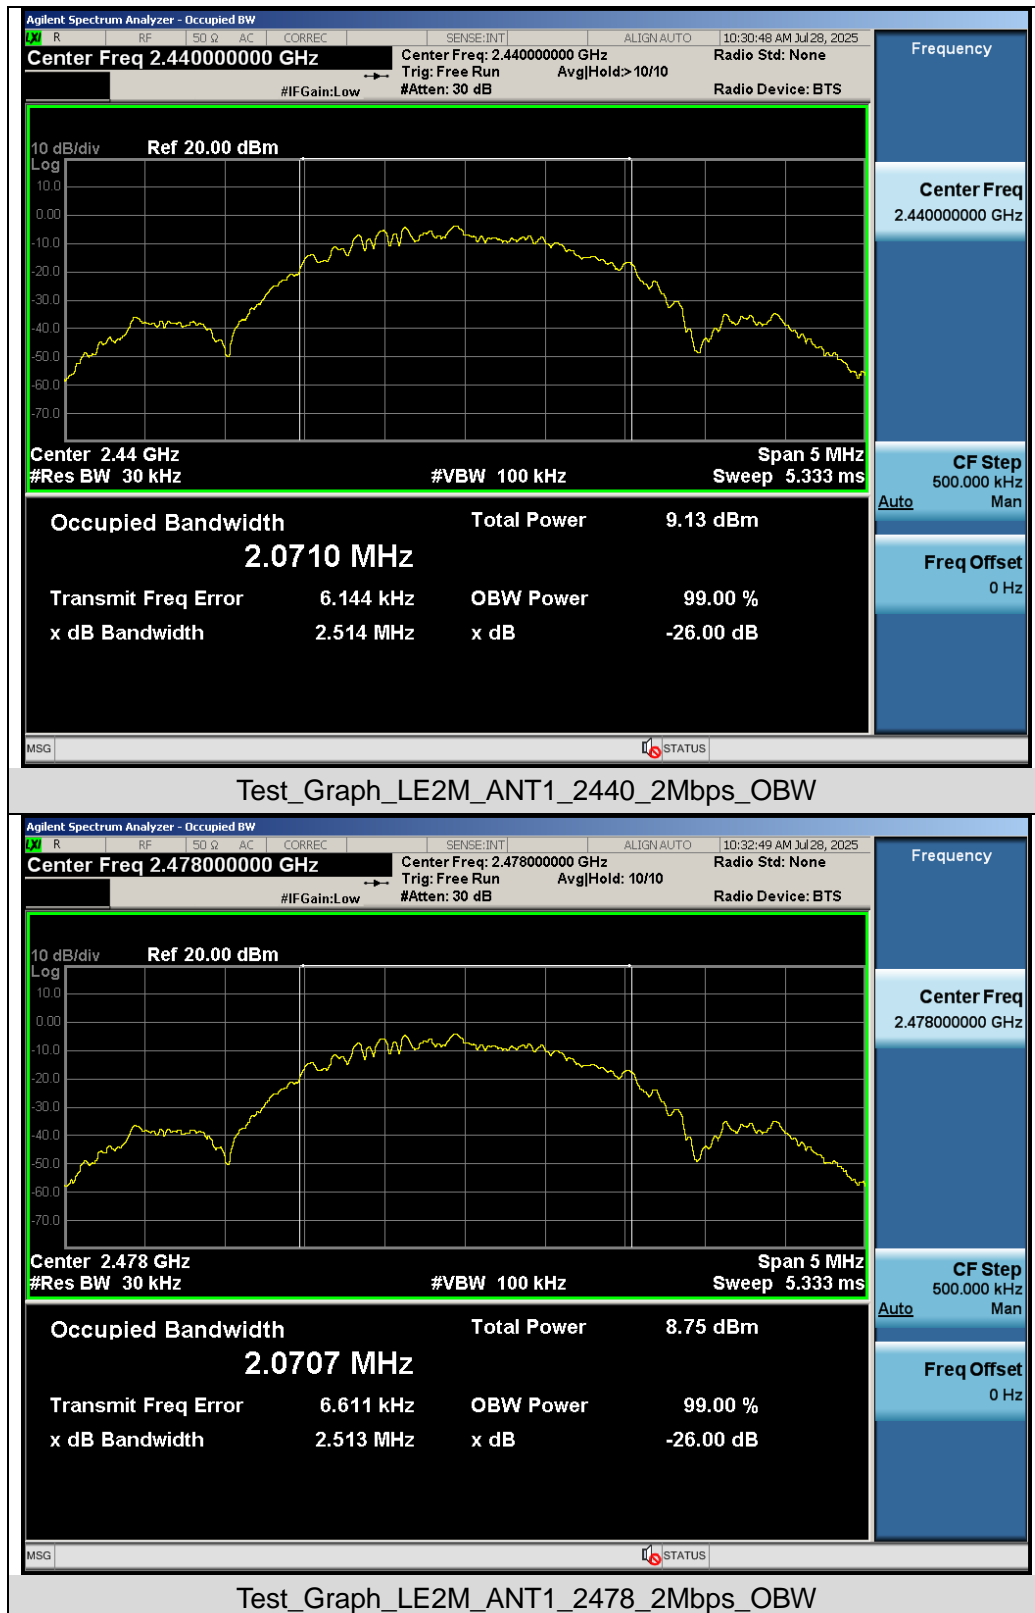 Agilent Spectrum Analyzer - Occupied BW
LXI R RF 50 Ω AC CORREC SENSE:INT ALIGN AUTO 10:30:48 AM Jul 28, 2025
Center Freq 2.440000000 GHz
Center Freq: 2.440000000 GHz
Radio Std: None
Trig: Free Run Avg|Hold:>10/10
#IFGain:Low #Atten: 30 dB Radio Device: BTS
Frequency
10 dB/div Ref 20.00 dBm
Log
10.0
0.00
-10.0
-20.0
-30.0
-40.0
-50.0
-60.0
-70.0
Center 2.44 GHz Span 5 MHz
#Res BW 30 kHz #VBW 100 kHz Sweep 5.333 ms
Center Freq
2.440000000 GHz
CF Step
500.000 kHz
Auto Man
Freq Offset
0 Hz
Occupied Bandwidth Total Power 9.13 dBm
2.0710 MHz
Transmit Freq Error 6.144 kHz OBW Power 99.00 %
x dB Bandwidth 2.514 MHz x dB -26.00 dB
MSG STATUS
Test_Graph_LE2M_ANT1_2440_2Mbps_OBW
Agilent Spectrum Analyzer - Occupied BW
LXI R RF 50 Ω AC CORREC SENSE:INT ALIGN AUTO 10:32:49 AM Jul 28, 2025
Center Freq 2.478000000 GHz
Center Freq: 2.478000000 GHz
Radio Std: None
Trig: Free Run Avg|Hold: 10/10
#IFGain:Low #Atten: 30 dB Radio Device: BTS
Frequency
10 dB/div Ref 20.00 dBm
Log
10.0
0.00
-10.0
-20.0
-30.0
-40.0
-50.0
-60.0
-70.0
Center 2.478 GHz Span 5 MHz
#Res BW 30 kHz #VBW 100 kHz Sweep 5.333 ms
Center Freq
2.478000000 GHz
CF Step
500.000 kHz
Auto Man
Freq Offset
0 Hz
Occupied Bandwidth Total Power 8.75 dBm
2.0707 MHz
Transmit Freq Error 6.611 kHz OBW Power 99.00 %
x dB Bandwidth 2.513 MHz x dB -26.00 dB
MSG STATUS
Test_Graph_LE2M_ANT1_2478_2Mbps_OBW